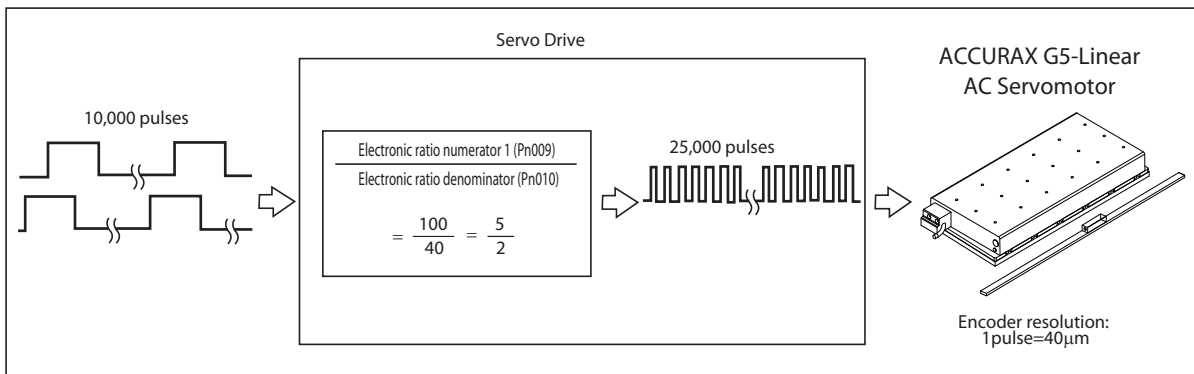 Servo Drive
ACCURAX G5-Linear
AC Servomotor
10,000 pulses
Electronic ratio numerator 1 (Pn009)
Electronic ratio denominator (Pn010)
= 100/40 = 5/2
25,000 pulses
Encoder resolution:
1pulse=40μm